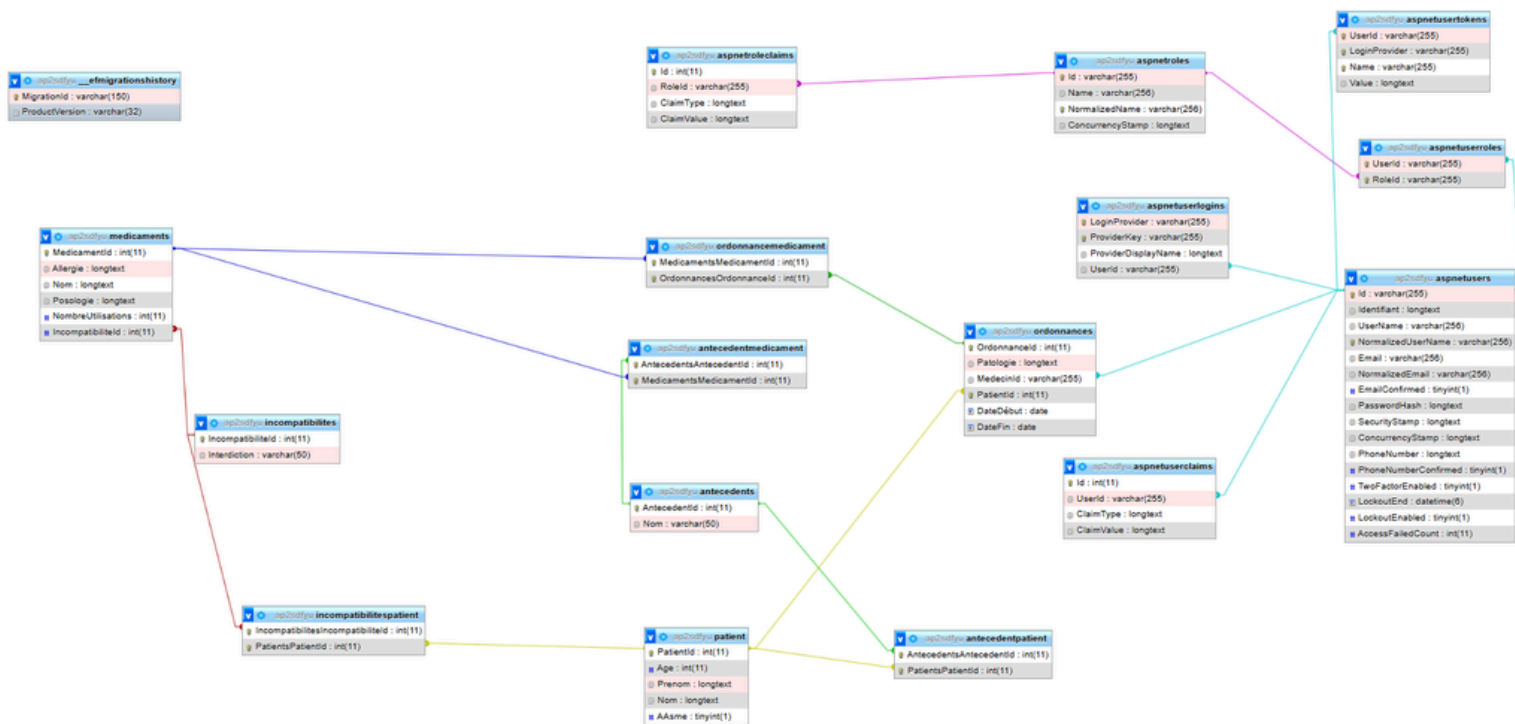 __efmigrationshistory
MigrationId : varchar(150)
ProductVersion : varchar(32)
aspnetroleclaims
Id : int(11)
RoleId : varchar(255)
ClaimType : longtext
ClaimValue : longtext
aspnetroles
Id : varchar(255)
Name : varchar(256)
NormalizedName : varchar(256)
ConcurrencyStamp : longtext
aspnetusertokens
UserId : varchar(255)
LoginProvider : varchar(255)
Name : varchar(255)
Value : longtext
aspnetuserroles
UserId : varchar(255)
RoleId : varchar(255)
aspnetuserlogins
LoginProvider : varchar(255)
ProviderKey : varchar(255)
ProviderDisplayName : longtext
UserId : varchar(255)
medicaments
MedicamentId : int(11)
Allergie : longtext
Nom : longtext
Posologie : longtext
NombreUtilisations : int(11)
IncompatibiliteId : int(11)
ordonnancemedicament
MedicamentsMedicamentId : int(11)
OrdonnancesOrdonnanceId : int(11)
aspnetusers
Id : varchar(255)
Identifiant : longtext
UserName : varchar(256)
NormalizedUserName : varchar(256)
Email : varchar(256)
NormalizedEmail : varchar(256)
EmailConfirmed : tinyint(1)
PasswordHash : longtext
SecurityStamp : longtext
ConcurrencyStamp : longtext
PhoneNumber : longtext
PhoneNumberConfirmed : tinyint(1)
TwoFactorEnabled : tinyint(1)
LockoutEnd : datetime(6)
LockoutEnabled : tinyint(1)
AccessFailedCount : int(11)
ordonnances
OrdonnanceId : int(11)
Patologie : longtext
MedecinId : varchar(255)
PatientId : int(11)
DateDébut : date
DateFin : date
antecedentmedicament
AntecedentsAntecedentId : int(11)
MedicamentsMedicamentId : int(11)
incompatibilites
IncompatibiliteId : int(11)
Interdiction : varchar(50)
aspnetuserclaims
Id : int(11)
UserId : varchar(255)
ClaimType : longtext
ClaimValue : longtext
antecedents
AntecedentId : int(11)
Nom : varchar(50)
incompatibilitespatient
IncompatibilitesIncompatibiliteId : int(11)
PatientsPatientId : int(11)
patient
PatientId : int(11)
Age : int(11)
Prenom : longtext
Nom : longtext
AAsme : tinyint(1)
antecedentpatient
AntecedentsAntecedentId : int(11)
PatientsPatientId : int(11)